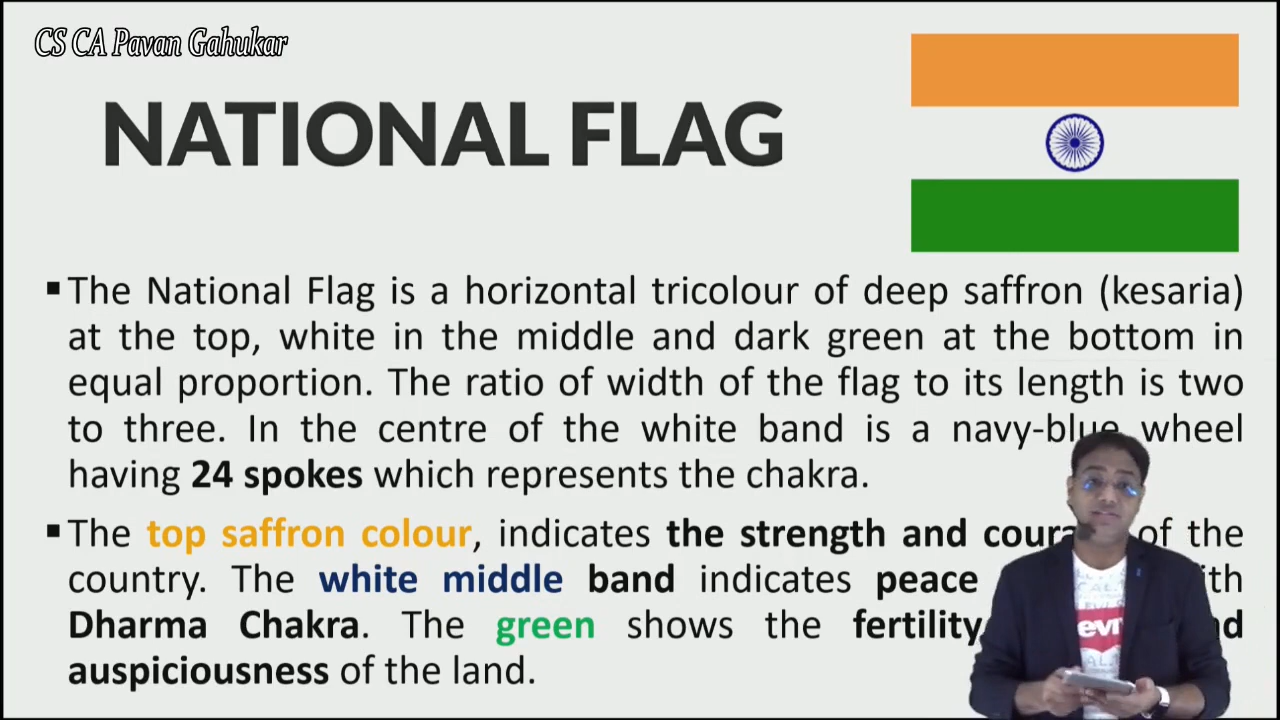 CS CA Pavan Gahukar
NATIONAL FLAG
▪The National Flag is a horizontal tricolour of deep saffron (kesaria)
at the top, white in the middle and dark green at the bottom in
equal proportion. The ratio of width of the flag to its length is two
to three. In the centre of the white band is a navy-blue wheel
having 24 spokes which represents the chakra.
▪The top saffron colour, indicates the strength and of the
country. The white middle band indicates peace
Dharma Chakra. The green shows the fertility
auspiciousness of the land.